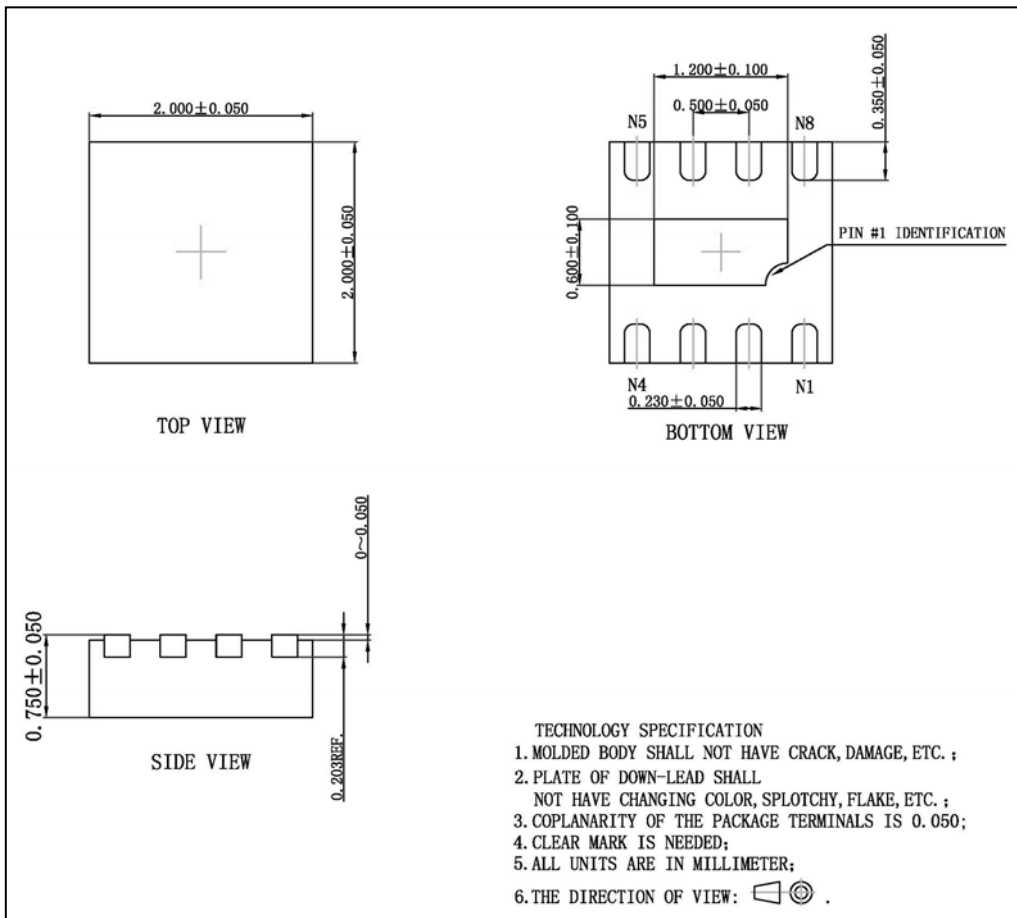 2.000±0.050
2.000±0.050
TOP VIEW
1.200±0.100
0.500±0.050
0.350±0.050
N5
N8
0.600±0.100
PIN #1 IDENTIFICATION
N4
N1
0.230±0.050
BOTTOM VIEW
0~0.050
0.750±0.050
0.203REF.
SIDE VIEW
TECHNOLOGY SPECIFICATION
1. MOLDED BODY SHALL NOT HAVE CRACK, DAMAGE, ETC. ;
2. PLATE OF DOWN-LEAD SHALL
NOT HAVE CHANGING COLOR, SPLOTCHY, FLAKE, ETC. ;
3. COPLANARITY OF THE PACKAGE TERMINALS IS 0.050;
4. CLEAR MARK IS NEEDED;
5. ALL UNITS ARE IN MILLIMETER;
6. THE DIRECTION OF VIEW: .